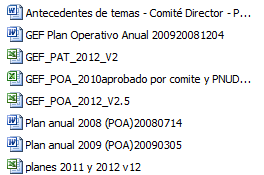 Antecedentes de temas - Comité Director - P...
GEF Plan Operativo Anual 20092081204
GEF_PAT_2012_V2
GEF_POA_2010aprobado por comite y PNUD...
GEF_POA_2012_V2.5
Plan anual 2008 (POA)20080714
Plan anual 2009 (POA)20090305
planes 2011 y 2012 v12